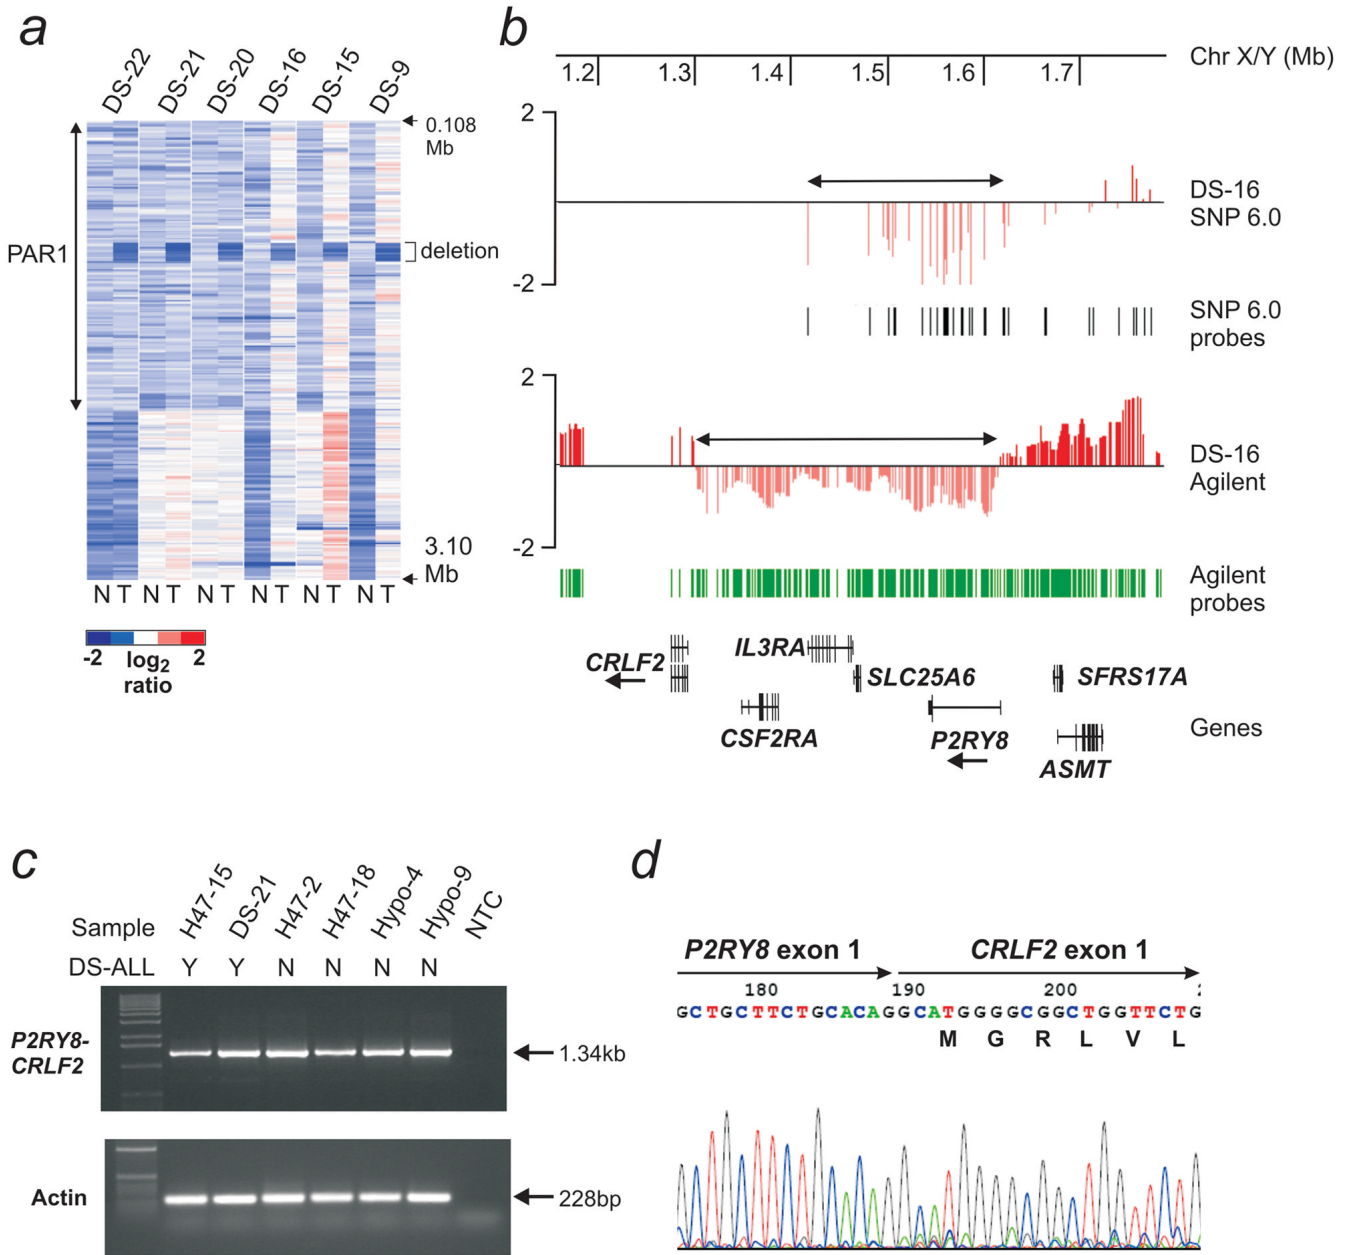 a
DS-22 DS-21 DS-20 DS-16 DS-15 DS-9
0.108
Mb
PAR1
deletion
3.10
Mb
N T N T N T N T N T N T
-2 log2 2
ratio
b
1.2 1.3 1.4 1.5 1.6 1.7
Chr X/Y (Mb)
2
DS-16
SNP 6.0
-2
SNP 6.0
probes
2
DS-16
Agilent
-2
Agilent
probes
CRLF2
IL3RA
SLC25A6
SFRS17A
CSF2RA
P2RY8
ASMT
Genes
c
Sample H47-15 DS-21 H47-2 H47-18 Hypo-4 Hypo-9 NTC
DS-ALL Y Y N N N N
P2RY8-
CRLF2
1.34kb
Actin
228bp
d
P2RY8 exon 1 CRLF2 exon 1
180 190 200
GCTGCTTCTGCACAGGCATGGGGCGGCTGGTTCTG
M G R L V L